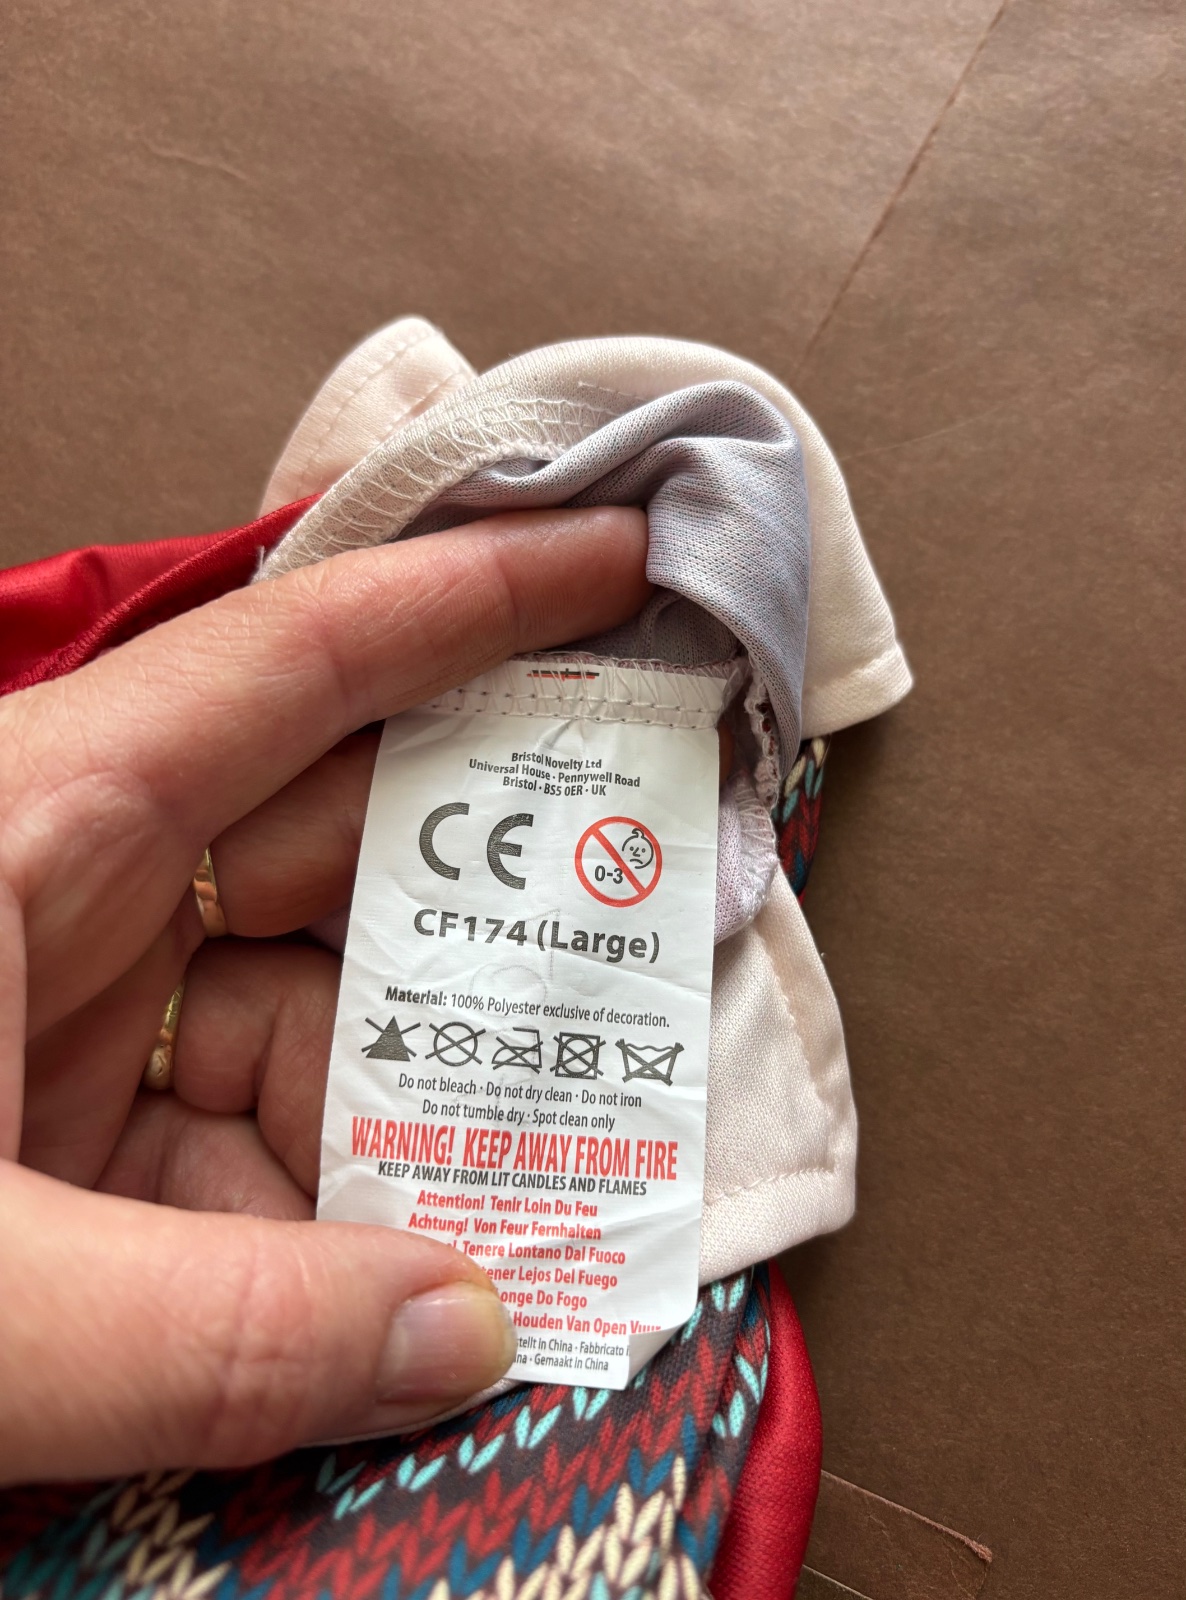 Bristol Novelty Ltd
Universal House · Pennywell Road
Bristol · BS5 0ER · UK
CE
0-3
CF174 (Large)
Material: 100% Polyester exclusive of decoration.
Do not bleach · Do not dry clean · Do not iron
Do not tumble dry · Spot clean only
WARNING! KEEP AWAY FROM FIRE
KEEP AWAY FROM LIT CANDLES AND FLAMES
Attention! Tenir Loin Du Feu
Achtung! Von Feur Fernhalten
Tenere Lontano Dal Fuoco
Lejos Del Fuego
Do Fogo
Houden Van Open
in China · Fabbricato
· Gemaakt in China